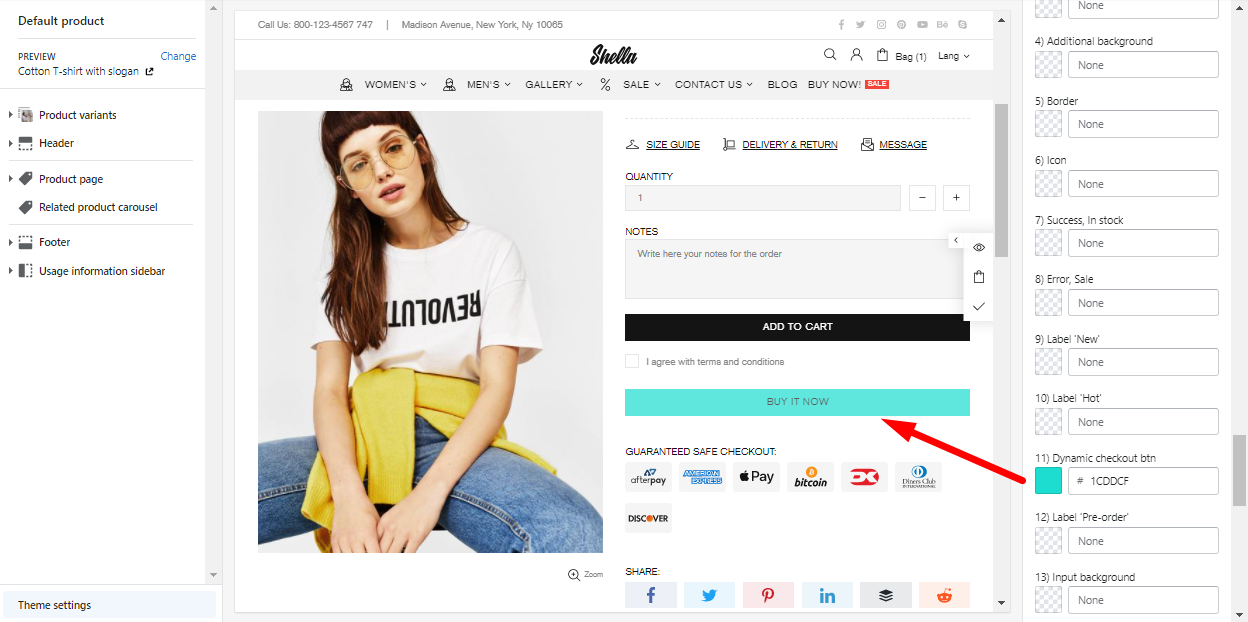 Default product
PREVIEW
Change
Cotton T-shirt with slogan
Product variants
Header
Product page
Related product carousel
Footer
Usage information sidebar
Theme settings
Call Us: 800-123-4567 747 | Madison Avenue, New York, Ny 10065
Shella
Bag (1)
Lang
WOMEN'S
MEN'S
GALLERY
% SALE
CONTACT US
BLOG
BUY NOW!
SALE
REVOLUTI
SIZE GUIDE
DELIVERY & RETURN
MESSAGE
QUANTITY
1
− +
NOTES
Write here your notes for the order
ADD TO CART
I agree with terms and conditions
BUY IT NOW
GUARANTEED SAFE CHECKOUT:
afterpay
AMERICAN EXPRESS
Pay
bitcoin
Diners Club
INTERNATIONAL
DISCOVER
Zoom
SHARE:
None
4) Additional background
None
5) Border
None
6) Icon
None
7) Success, In stock
None
8) Error, Sale
None
9) Label 'New'
None
10) Label 'Hot'
None
11) Dynamic checkout btn
# 1CDDCF
12) Label 'Pre-order'
None
13) Input background
None